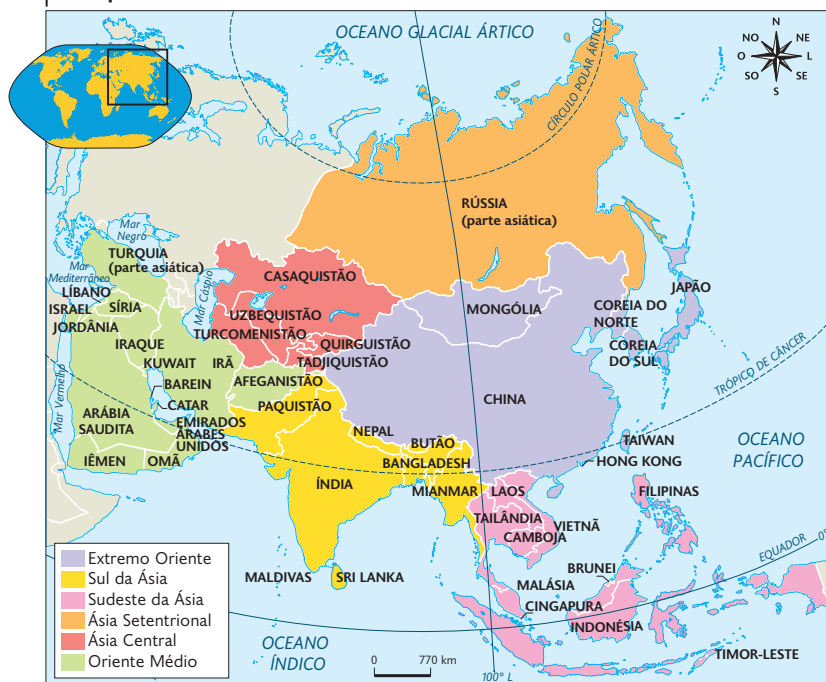 OCEANO GLACIAL ÁRTICO
CÍRCULO POLAR ÁRTICO
N
NO NE
O L
SO SE
S
RÚSSIA
(parte asiática)
Mar
Negro
TURQUIA
(parte asiática)
Mar
Mediterrâneo
Mar Cáspio
CASAQUISTÃO
LÍBANO
ISRAEL
SÍRIA
JORDÂNIA
UZBEQUISTÃO
TURCOMENISTÃO
MONGÓLIA
COREIA DO
NORTE
JAPÃO
IRAQUE
QUIRGUISTÃO
COREIA
DO SUL
KUWAIT
IRÃ
TADJIQUISTÃO
TRÓPICO DE CÂNCER
BAREIN
AFEGANISTÃO
Mar Vermelho
CATAR
PAQUISTÃO
CHINA
ARÁBIA
SAUDITA
EMIRADOS
ÁRABES
UNIDOS
NEPAL
BUTÃO
TAIWAN
OCEANO
PACÍFICO
IÊMEN
OMÃ
BANGLADESH
HONG KONG
ÍNDIA
MIANMAR
LAOS
FILIPINAS
TAILÂNDIA
VIETNÃ
CAMBOJA
EQUADOR
0°
Extremo Oriente
Sul da Ásia
Sudeste da Ásia
Ásia Setentrional
Ásia Central
Oriente Médio
MALDIVAS
SRI LANKA
BRUNEI
MALÁSIA
CINGAPURA
INDONÉSIA
TIMOR-LESTE
OCEANO
ÍNDICO
0 770 km
100° L